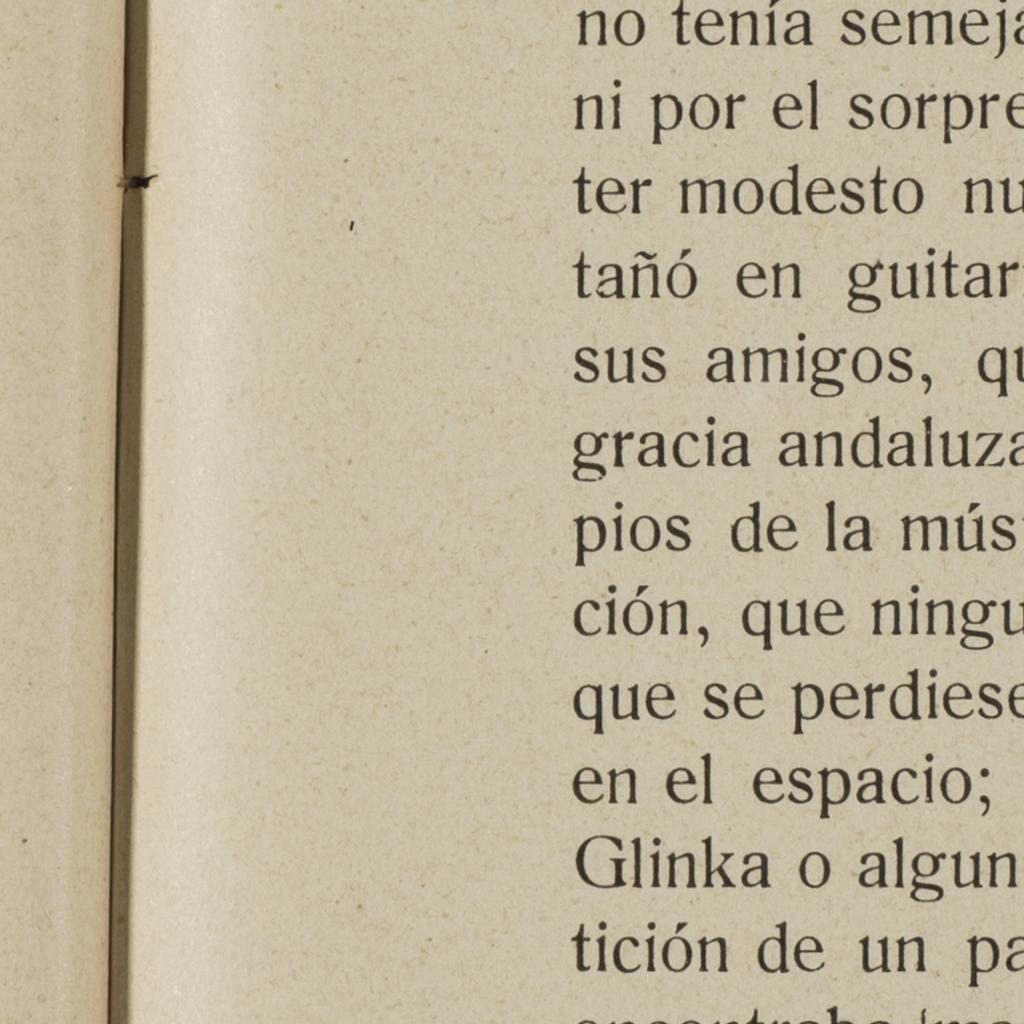 no tenía semeja
ni por el sorpre
ter modesto nu
tañó en guitar
sus amigos, qu
gracia andaluza
pios de la mús
ción, que ningu
que se perdiese
en el espacio;
Glinka o algun
tición de un pa